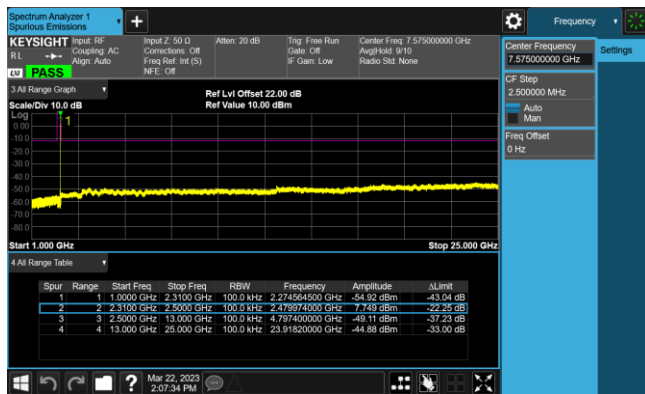 Spectrum Analyzer 1
Spurious Emissions
Frequency
KEYSIGHT Input: RF Input Z: 50 Ω Atten: 20 dB Trig: Free Run Center Freq: 7.575000000 GHz
RL Coupling: AC Corrections: Off Gate: Off Avg|Hold: 9/10
Align: Auto Freq Ref: Int (S) IF Gain: Low Radio Std: None
LXI PASS NFE: Off
Center Frequency
7.575000000 GHz
Settings
CF Step
2.500000 MHz
Auto
Man
Freq Offset
0 Hz
3 All Range Graph
Ref Lvl Offset 22.00 dB
Scale/Div 10.0 dB Ref Value 10.00 dBm
Log
1
0.00
-10.0
-20.0
-30.0
-40.0
-50.0
-60.0
-70.0
-80.0
Start 1.000 GHz Stop 25.000 GHz
4 All Range Table
Spur Range Start Freq Stop Freq RBW Frequency Amplitude ΔLimit
1 1 1.0000 GHz 2.3100 GHz 100.0 kHz 2.274564500 GHz -54.92 dBm -43.04 dB
2 2 2.3100 GHz 2.5000 GHz 100.0 kHz 2.479974000 GHz 7.749 dBm -22.25 dB
3 3 2.5000 GHz 13.000 GHz 100.0 kHz 4.797400000 GHz -49.11 dBm -37.23 dB
4 4 13.000 GHz 25.000 GHz 100.0 kHz 23.91820000 GHz -44.88 dBm -33.00 dB
Mar 22, 2023
2:07:34 PM